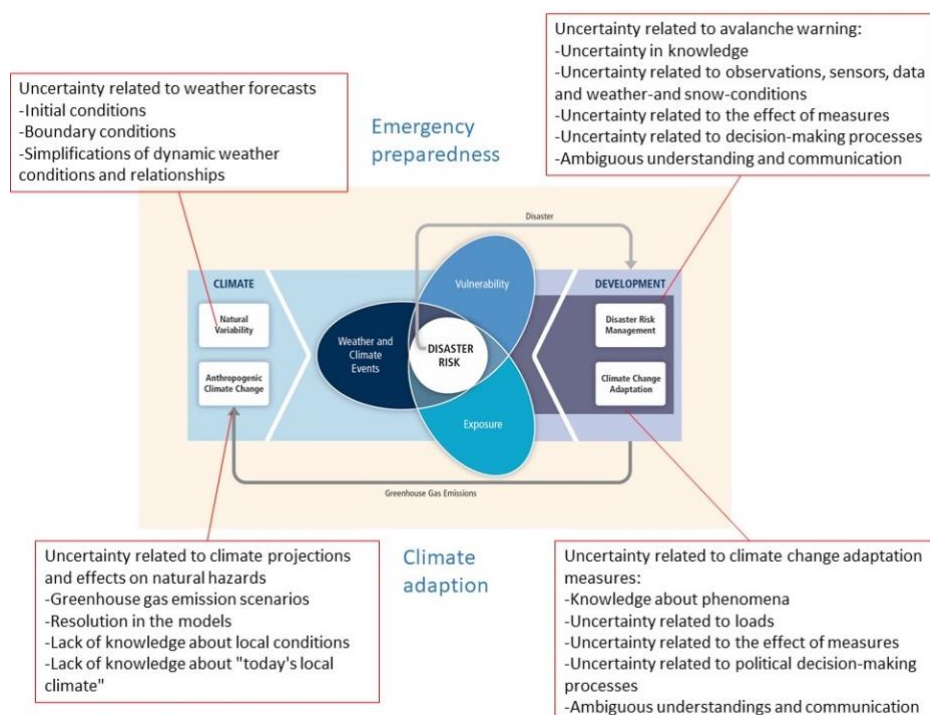 Uncertainty related to weather forecasts
-Initial conditions
-Boundary conditions
-Simplifications of dynamic weather
conditions and relationships
Emergency
preparedness
Uncertainty related to avalanche warning:
-Uncertainty in knowledge
-Uncertainty related to observations, sensors, data
and weather-and snow-conditions
-Uncertainty related to the effect of measures
-Uncertainty related to decision-making processes
-Ambiguous understanding and communication
Disaster
CLIMATE
Natural
Variability
Anthropogenic
Climate Change
Vulnerability
Weather and
Climate
Events
DISASTER
RISK
Exposure
DEVELOPMENT
Disaster Risk
Management
Climate Change
Adaptation
Greenhouse Gas Emissions
Uncertainty related to climate projections
and effects on natural hazards
-Greenhouse gas emission scenarios
-Resolution in the models
-Lack of knowledge about local conditions
-Lack of knowledge about "today's local
climate"
Climate
adaption
Uncertainty related to climate change adaptation
measures:
-Knowledge about phenomena
-Uncertainty related to loads
-Uncertainty related to the effect of measures
-Uncertainty related to political decision-making
processes
-Ambiguous understandings and communication